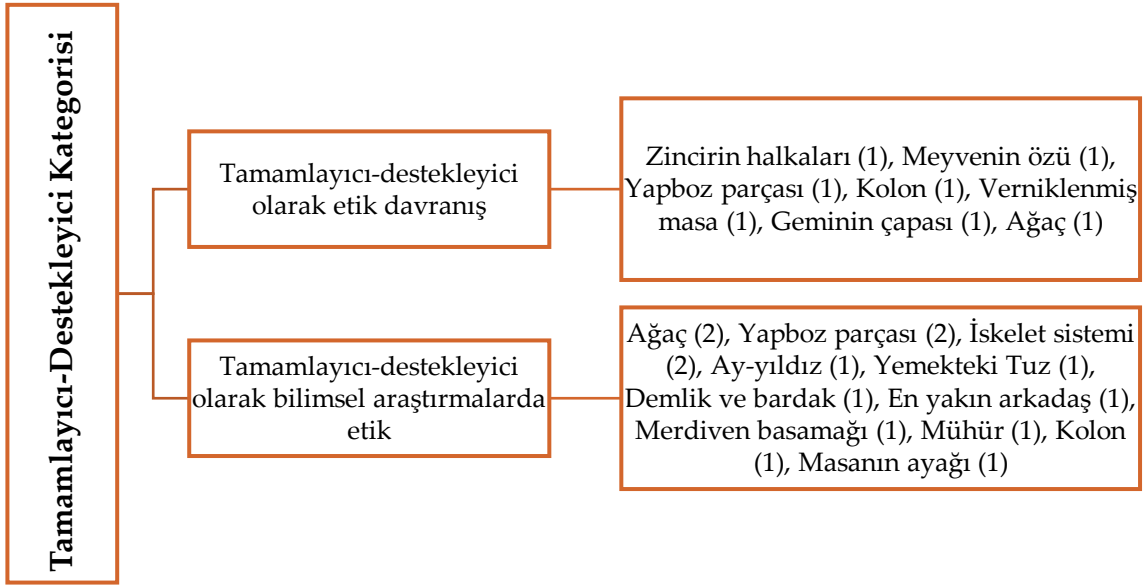 Tamamlayıcı-Destekleyici Kategorisi
Tamamlayıcı-destekleyici
olarak etik davranış
Zincirin halkaları (1), Meyvenin özü (1),
Yapboz parçası (1), Kolon (1), Verniklenmiş
masa (1), Geminin çapası (1), Ağaç (1)
Tamamlayıcı-destekleyici
olarak bilimsel araştırmalarda
etik
Ağaç (2), Yapboz parçası (2), İskelet sistemi
(2), Ay-yıldız (1), Yemekteki Tuz (1),
Demlik ve bardak (1), En yakın arkadaş (1),
Merdiven basamağı (1), Mühür (1), Kolon
(1), Masanın ayağı (1)